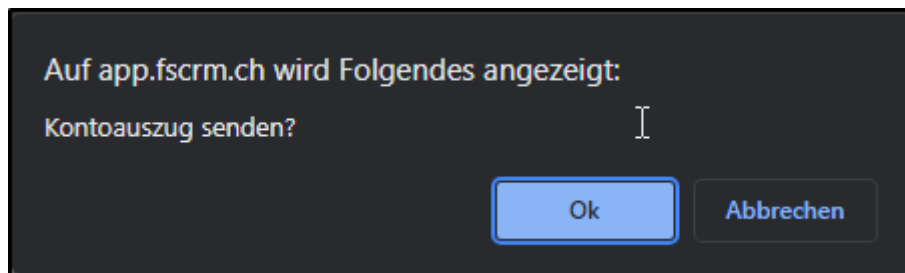 Auf app.fscrm.ch wird Folgendes angezeigt:
Kontoauszug senden?
Ok
Abbrechen